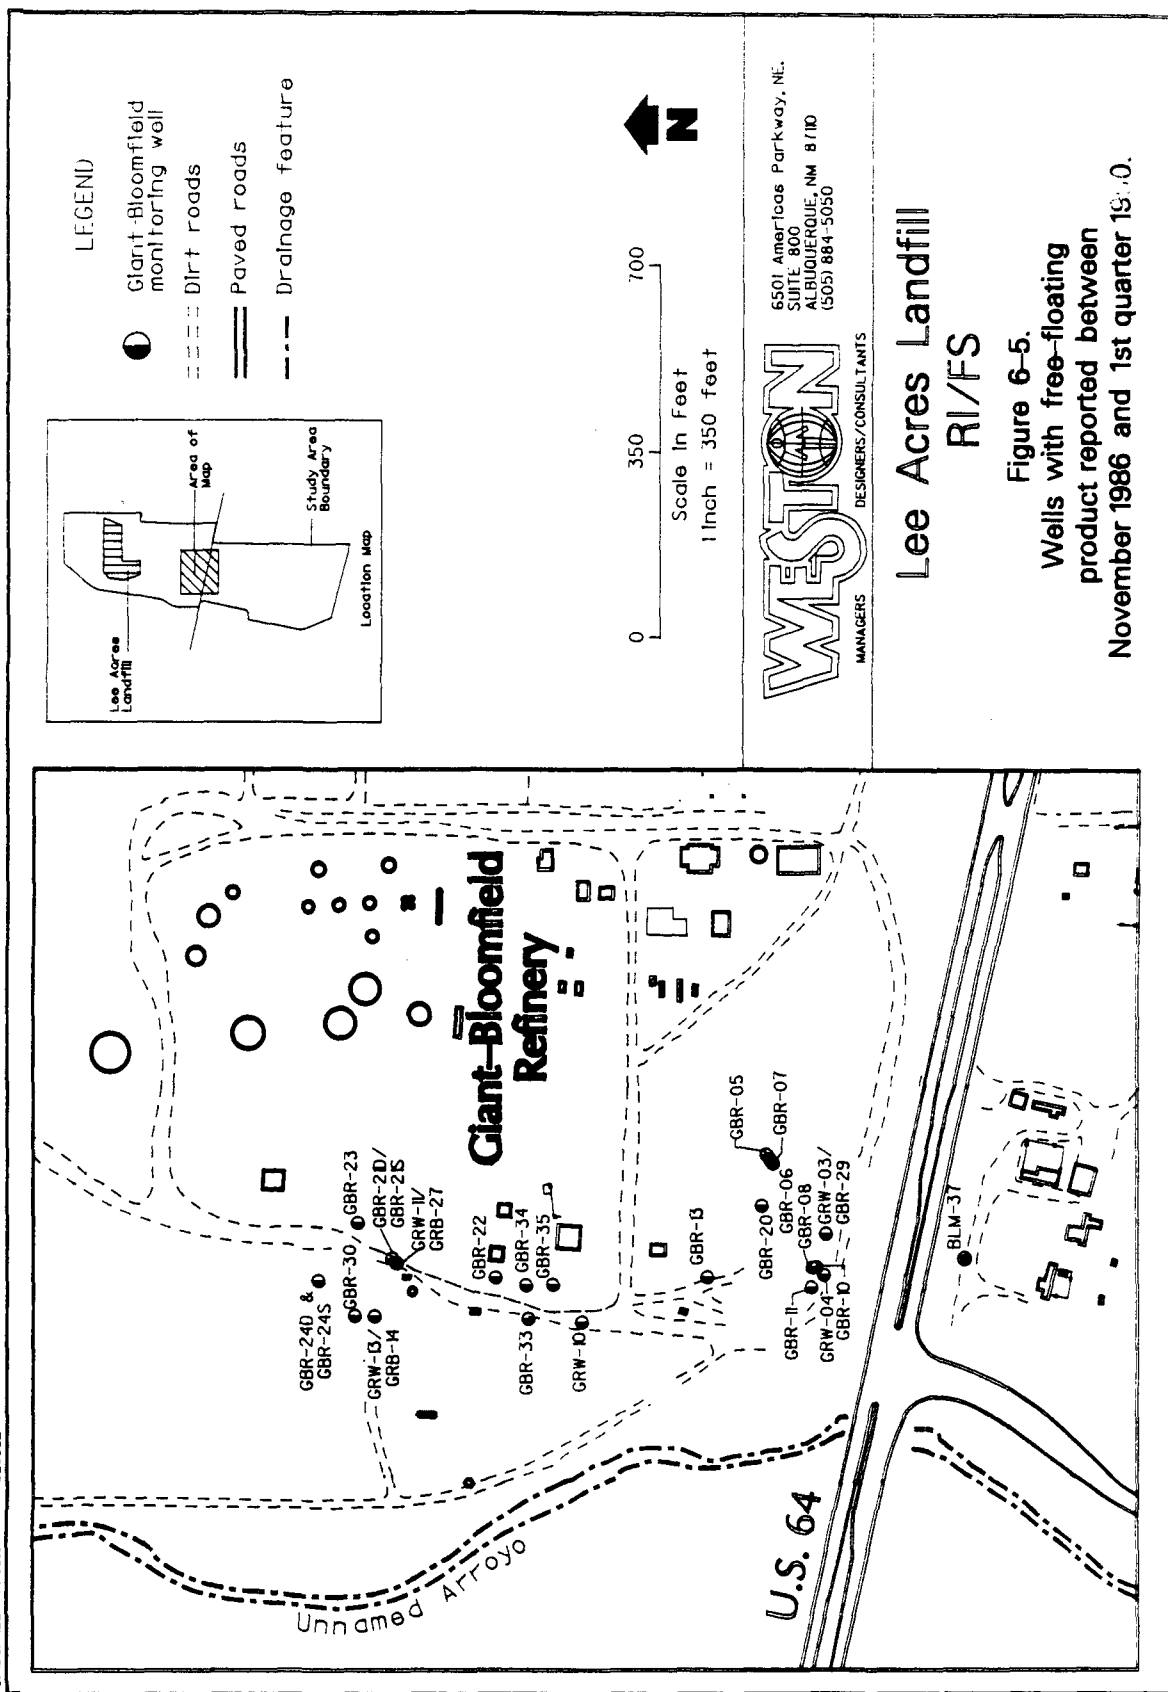 LEGEND
Giant-Bloomfield
monitoring well
Dirt roads
Paved roads
Drainage feature
Lee Acres
Landfill
Area of
Map
Study Area
Boundary
Location Map
N
0 350 700
Scale In Feet
1 Inch = 350 feet
WESTON
MANAGERS DESIGNERS/CONSULTANTS
6501 Americas Parkway, NE.
SUITE 800
ALBUQUERQUE, NM 87110
(505) 884-5050
Lee Acres Landfill
RI/FS
Figure 6-5.
Wells with free-floating
product reported between
November 1986 and 1st quarter
Giant-Bloomfield
Refinery
GBR-24D &
GBR-24S
GBR-30
GBR-23
GRW-13/
GRB-14
GBR-21D/
GBR-21S
GRW-11/
GRB-27
GBR-22
GBR-34
GBR-35
GBR-33
GRW-10
GBR-13
GBR-05
GBR-07
GBR-20
GBR-06
GBR-08
GRW-03/
GBR-29
GBR-11
GRW-04
GBR-10
BLM-37
Unnamed Arroyo
U.S. 64